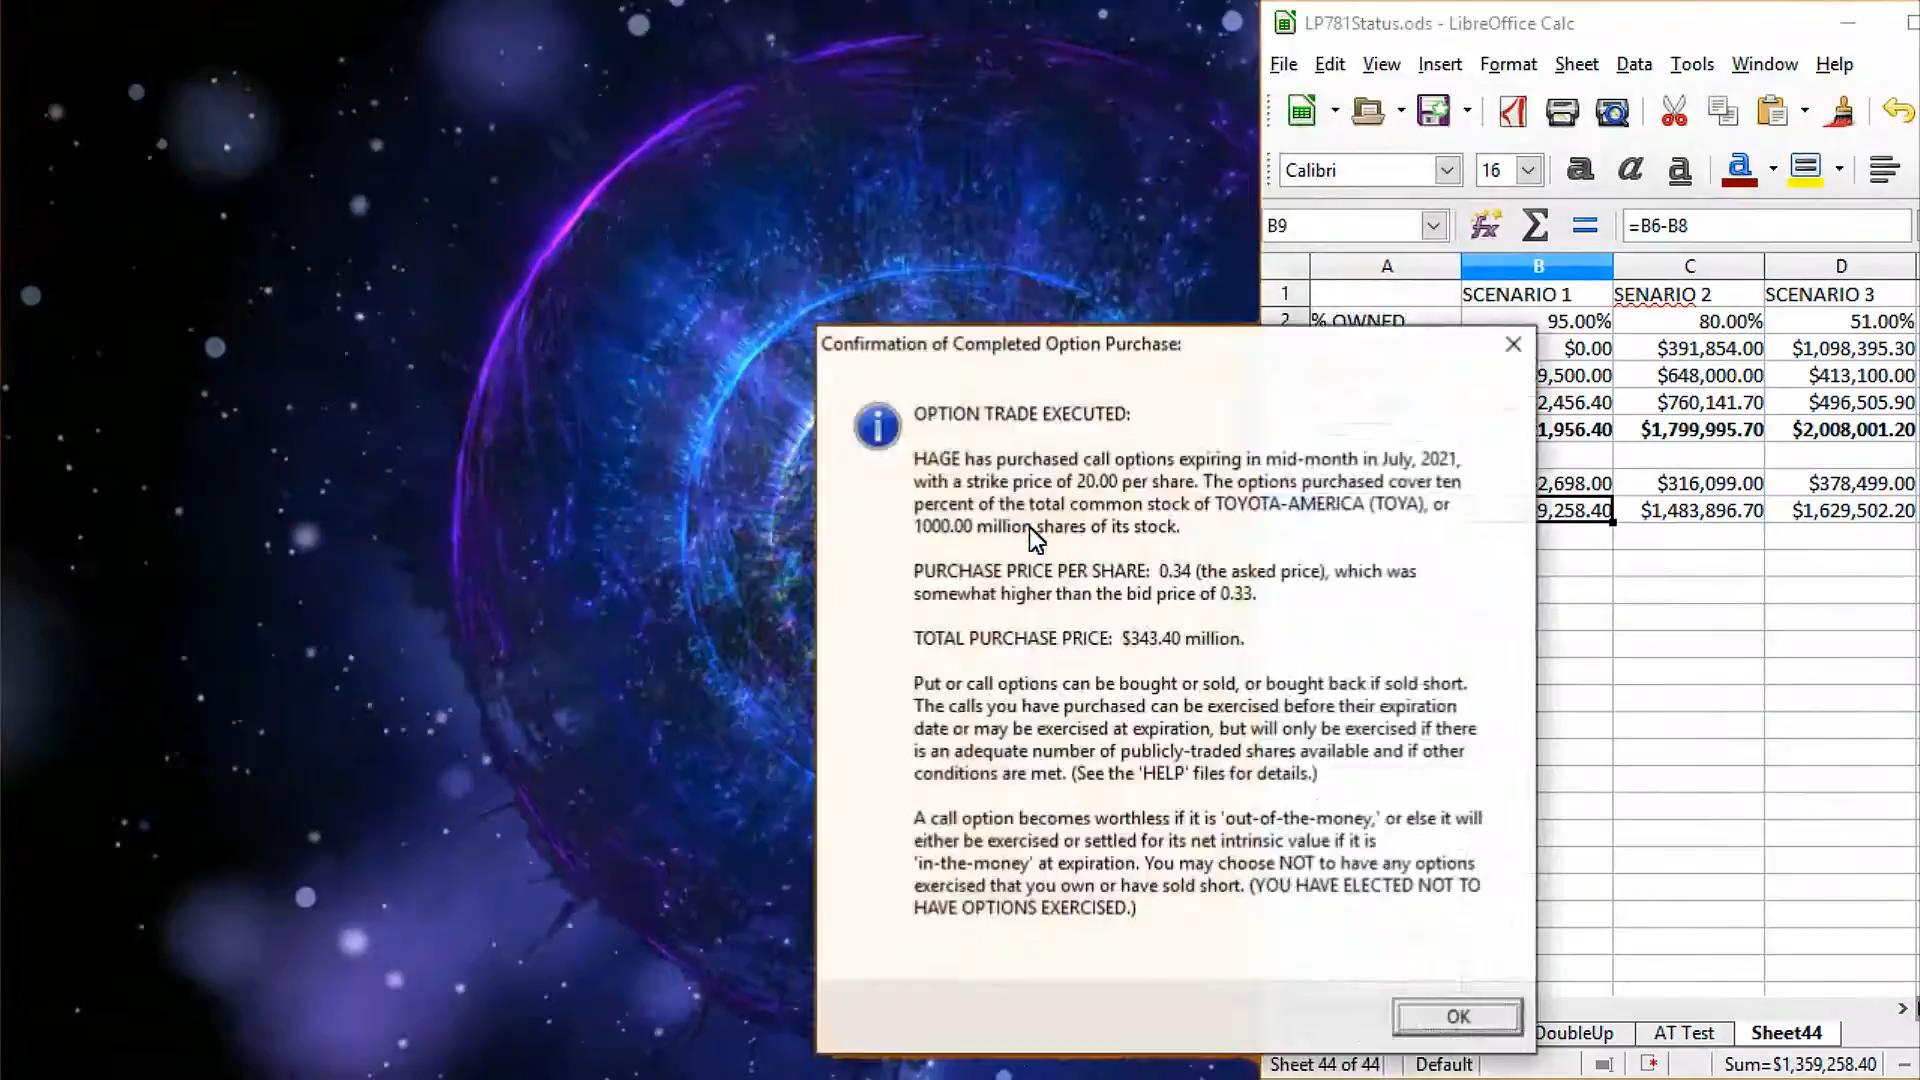 LP781Status.ods - LibreOffice Calc
File Edit View Insert Format Sheet Data Tools Window Help
Calibri 16 a a a a
B9 fx Σ = =B6-B8
A B C D
1 SCENARIO 1 SENARIO 2 SCENARIO 3
2 % OWNED 95.00% 80.00% 51.00%
$0.00 $391,854.00 $1,098,395.30
9,500.00 $648,000.00 $413,100.00
2,456.40 $760,141.70 $496,505.90
1,956.40 $1,799,995.70 $2,008,001.20
2,698.00 $316,099.00 $378,499.00
9,258.40 $1,483,896.70 $1,629,502.20
Confirmation of Completed Option Purchase:
OPTION TRADE EXECUTED:
HAGE has purchased call options expiring in mid-month in July, 2021,
with a strike price of 20.00 per share. The options purchased cover ten
percent of the total common stock of TOYOTA-AMERICA (TOYA), or
1000.00 million shares of its stock.
PURCHASE PRICE PER SHARE: 0.34 (the asked price), which was
somewhat higher than the bid price of 0.33.
TOTAL PURCHASE PRICE: $343.40 million.
Put or call options can be bought or sold, or bought back if sold short.
The calls you have purchased can be exercised before their expiration
date or may be exercised at expiration, but will only be exercised if there
is an adequate number of publicly-traded shares available and if other
conditions are met. (See the 'HELP' files for details.)
A call option becomes worthless if it is 'out-of-the-money,' or else it will
either be exercised or settled for its net intrinsic value if it is
'in-the-money' at expiration. You may choose NOT to have any options
exercised that you own or have sold short. (YOU HAVE ELECTED NOT TO
HAVE OPTIONS EXERCISED.)
OK
DoubleUp AT Test Sheet44
Sheet 44 of 44 Default Sum=$1,359,258.40